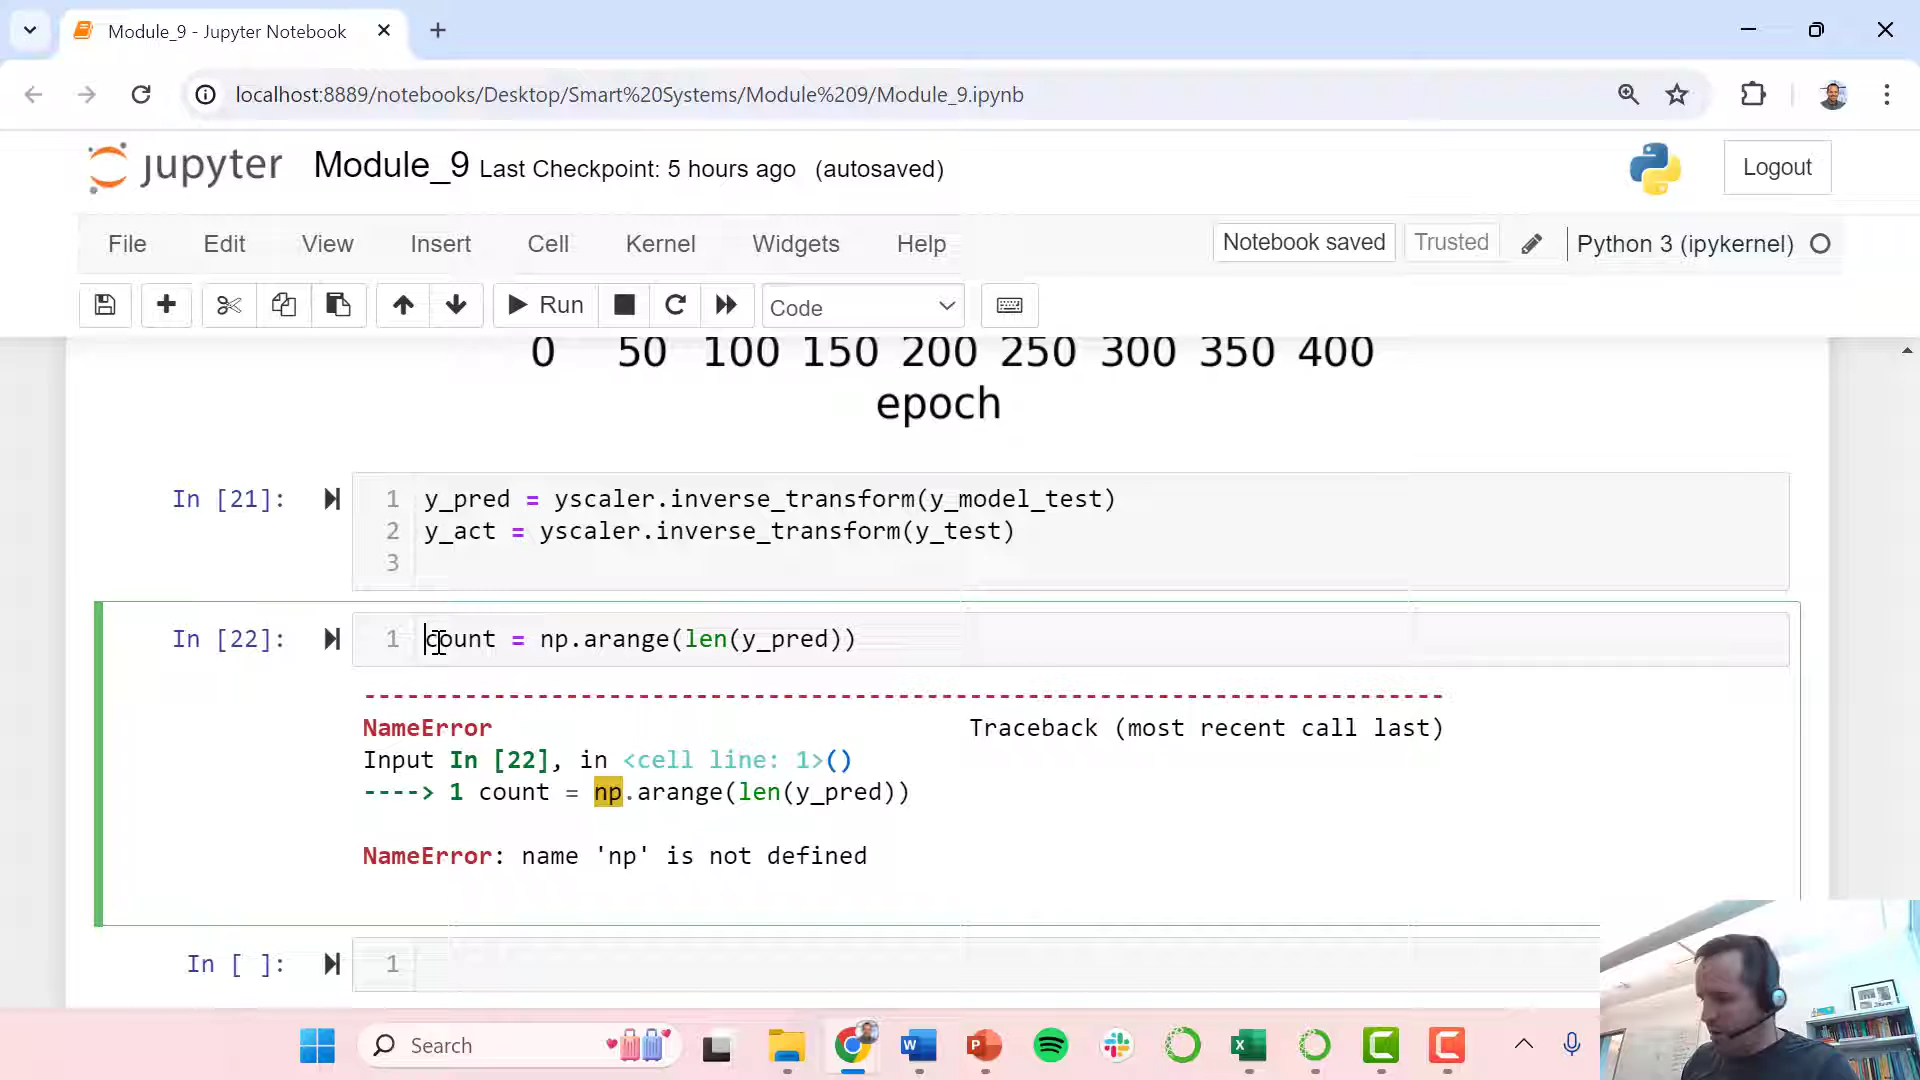 Module_9 - Jupyter Notebook
localhost:8889/notebooks/Desktop/Smart%20Systems/Module%209/Module_9.ipynb
jupyter Module_9 Last Checkpoint: 5 hours ago (autosaved)
Logout
File Edit View Insert Cell Kernel Widgets Help
Notebook saved Trusted Python 3 (ipykernel)
Run Code
0 50 100 150 200 250 300 350 400
epoch
In [21]:
1 y_pred = yscaler.inverse_transform(y_model_test)
2 y_act = yscaler.inverse_transform(y_test)
3
In [22]:
1 count = np.arange(len(y_pred))
---------------------------------------------------------------------------
NameError Traceback (most recent call last)
Input In [22], in <cell line: 1>()
----> 1 count = np.arange(len(y_pred))
NameError: name 'np' is not defined
In [ ]:
1
Search
W P X C C